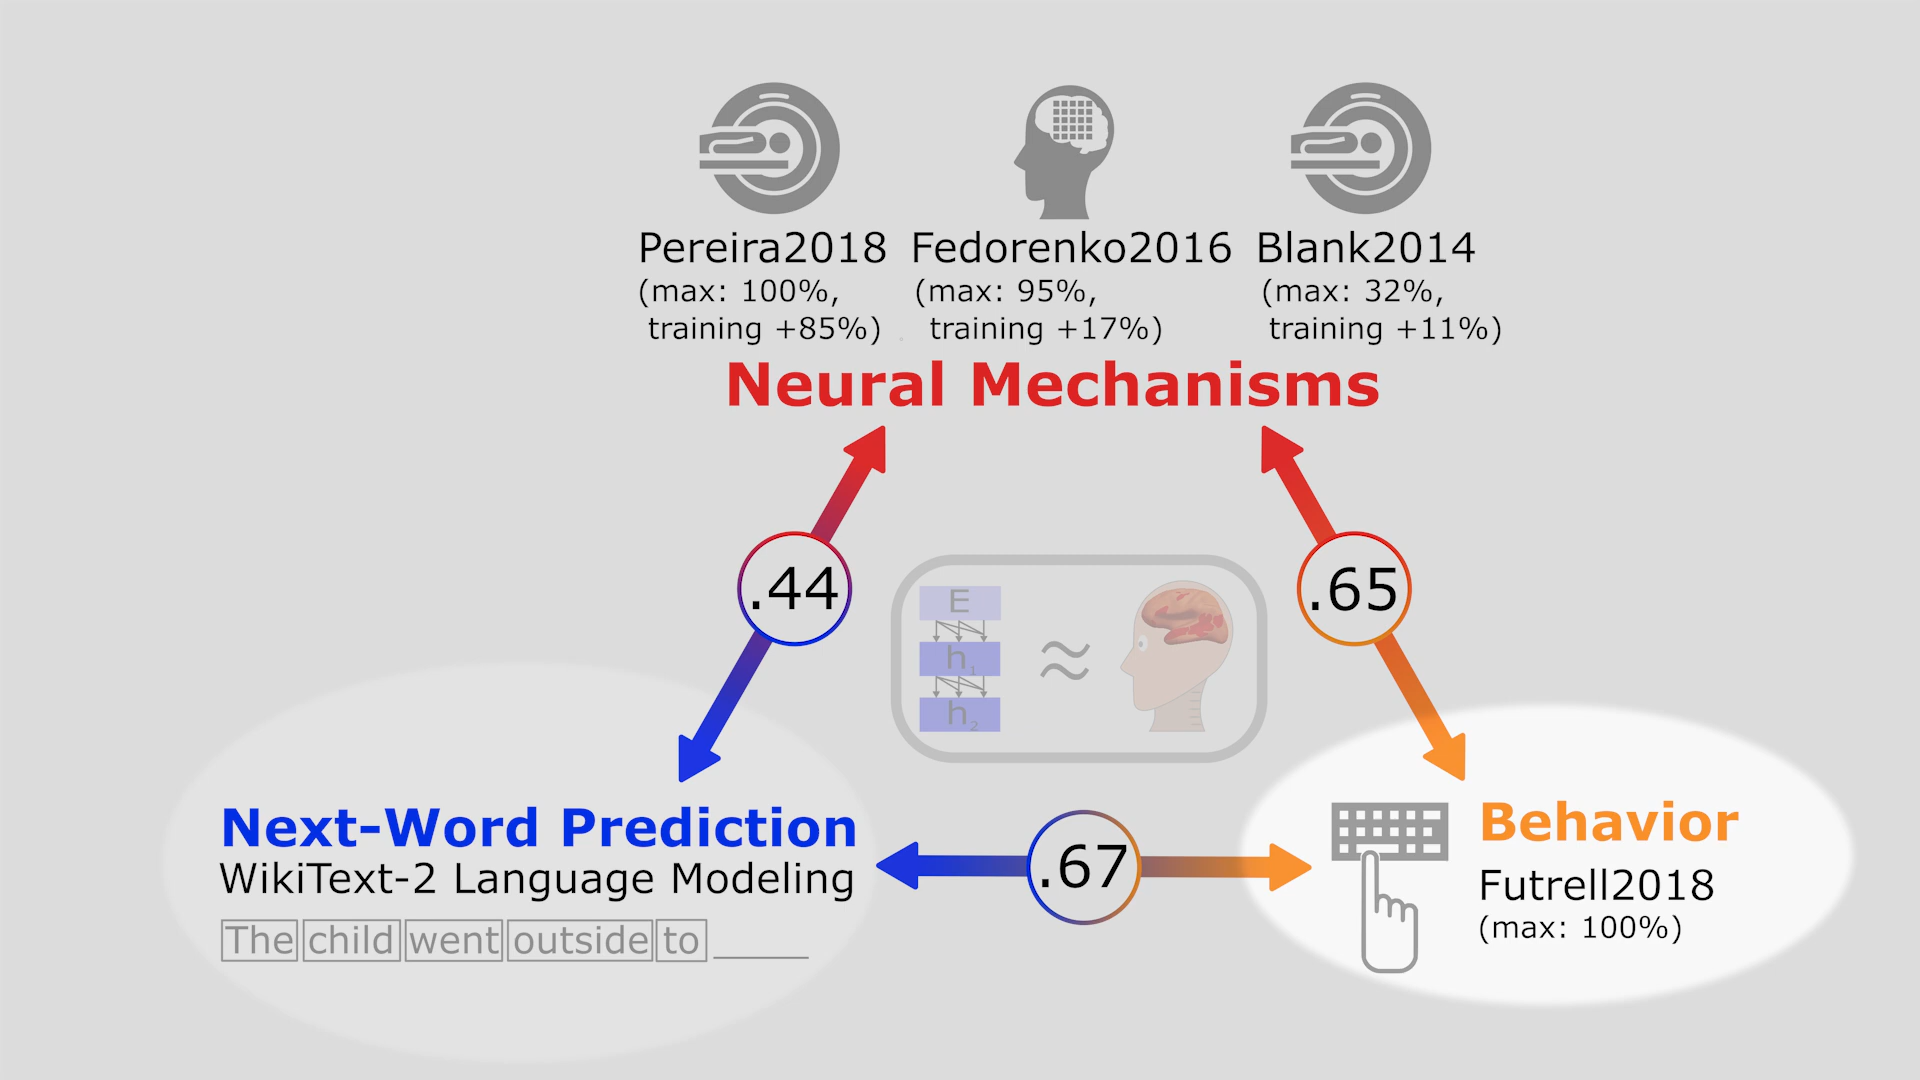 Pereira2018 Fedorenko2016 Blank2014
(max: 100%, (max: 95%, (max: 32%,
training +85%) training +17%) training +11%)
Neural Mechanisms
.44
.65
E
h1
h2
≈
Next-Word Prediction
WikiText-2 Language Modeling
The child went outside to _____
.67
Behavior
Futrell2018
(max: 100%)